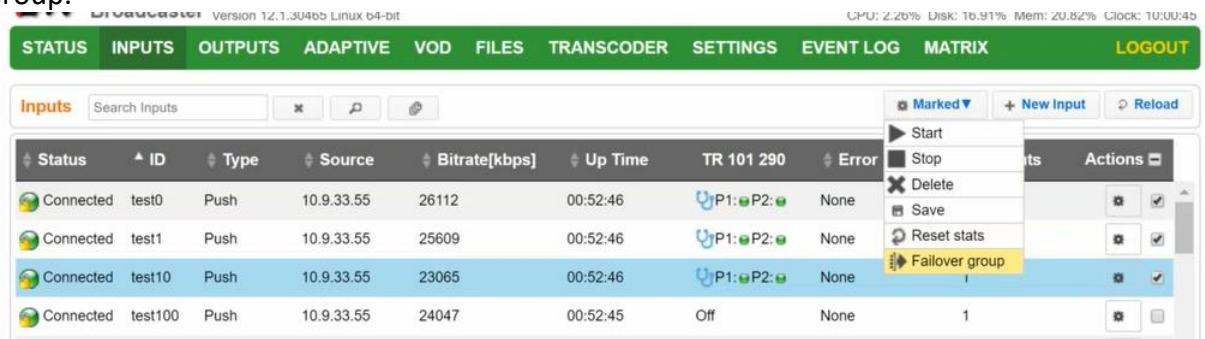 roup:
Broadcaster Version 12.1.30465 Linux 64-bit CPU: 2.26% Disk: 16.91% Mem: 20.82% Clock: 10:00:45
STATUS INPUTS OUTPUTS ADAPTIVE VOD FILES TRANSCODER SETTINGS EVENT LOG MATRIX LOGOUT
Inputs Search Inputs Marked▼ + New Input Reload
Start
Status ID Type Source Bitrate[kbps] Up Time TR 101 290 Error Stop Actions
Delete
Connected test0 Push 10.9.33.55 26112 00:52:46 P1: P2: None
Save
Connected test1 Push 10.9.33.55 25609 00:52:46 P1: P2: None Reset stats
Failover group
Connected test10 Push 10.9.33.55 23065 00:52:46 P1: P2: None
Connected test100 Push 10.9.33.55 24047 00:52:45 Off None 1